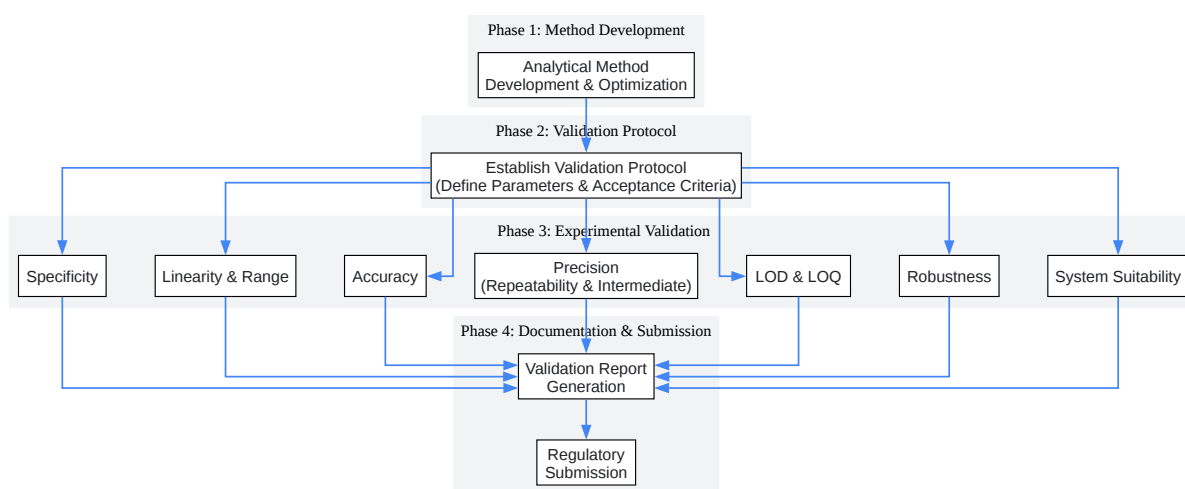 Phase 1: Method Development
Analytical Method
Development & Optimization
Phase 2: Validation Protocol
Establish Validation Protocol
(Define Parameters & Acceptance Criteria)
Phase 3: Experimental Validation
Specificity
Linearity & Range
Accuracy
Precision
(Repeatability & Intermediate)
LOD & LOQ
Robustness
System Suitability
Phase 4: Documentation & Submission
Validation Report
Generation
Regulatory
Submission